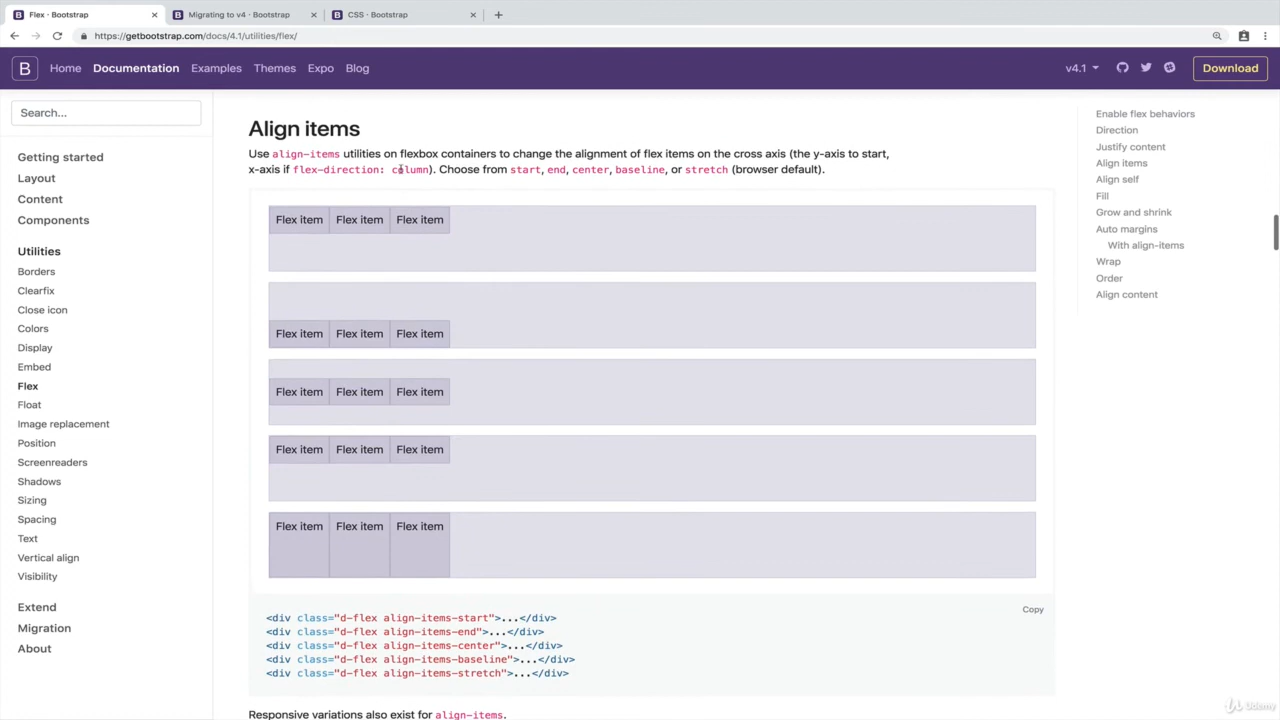 Flex · Bootstrap
Migrating to v4 · Bootstrap
CSS · Bootstrap
https://getbootstrap.com/docs/4.1/utilities/flex/
B Home Documentation Examples Themes Expo Blog v4.1 Download
Search...
Getting started
Layout
Content
Components
Utilities
Borders
Clearfix
Close icon
Colors
Display
Embed
Flex
Float
Image replacement
Position
Screenreaders
Shadows
Sizing
Spacing
Text
Vertical align
Visibility
Extend
Migration
About
Align items
Use align-items utilities on flexbox containers to change the alignment of flex items on the cross axis (the y-axis to start,
x-axis if flex-direction: column). Choose from start, end, center, baseline, or stretch (browser default).
Flex item Flex item Flex item
Flex item Flex item Flex item
Flex item Flex item Flex item
Flex item Flex item Flex item
Flex item Flex item Flex item
Copy
<div class="d-flex align-items-start">...</div>
<div class="d-flex align-items-end">...</div>
<div class="d-flex align-items-center">...</div>
<div class="d-flex align-items-baseline">...</div>
<div class="d-flex align-items-stretch">...</div>
Responsive variations also exist for align-items.
Enable flex behaviors
Direction
Justify content
Align items
Align self
Fill
Grow and shrink
Auto margins
With align-items
Wrap
Order
Align content
Udemy